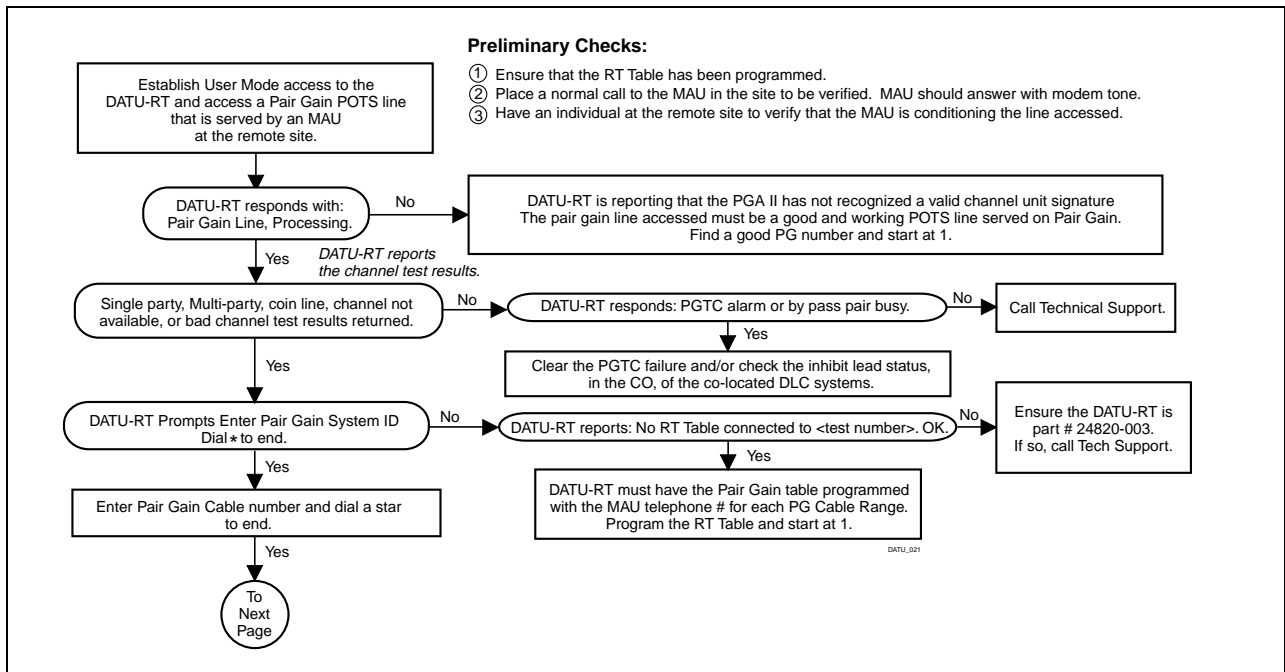 Preliminary Checks:
1 Ensure that the RT Table has been programmed.
2 Place a normal call to the MAU in the site to be verified. MAU should answer with modem tone.
3 Have an individual at the remote site to verify that the MAU is conditioning the line accessed.
Establish User Mode access to the
DATU-RT and access a Pair Gain POTS line
that is served by an MAU
at the remote site.
DATU-RT responds with:
Pair Gain Line, Processing.
No
DATU-RT is reporting that the PGA II has not recognized a valid channel unit signature
The pair gain line accessed must be a good and working POTS line served on Pair Gain.
Find a good PG number and start at 1.
Yes
DATU-RT reports
the channel test results.
Single party, Multi-party, coin line, channel not
available, or bad channel test results returned.
No
DATU-RT responds: PGTC alarm or by pass pair busy.
No
Call Technical Support.
Yes
Clear the PGTC failure and/or check the inhibit lead status,
in the CO, of the co-located DLC systems.
Yes
DATU-RT Prompts Enter Pair Gain System ID
Dial * to end.
No
DATU-RT reports: No RT Table connected to <test number>. OK.
No
Ensure the DATU-RT is
part # 24820-003.
If so, call Tech Support.
Yes
DATU-RT must have the Pair Gain table programmed
with the MAU telephone # for each PG Cable Range.
Program the RT Table and start at 1.
Yes
Enter Pair Gain Cable number and dial a star
to end.
Yes
To
Next
Page
DATU_021